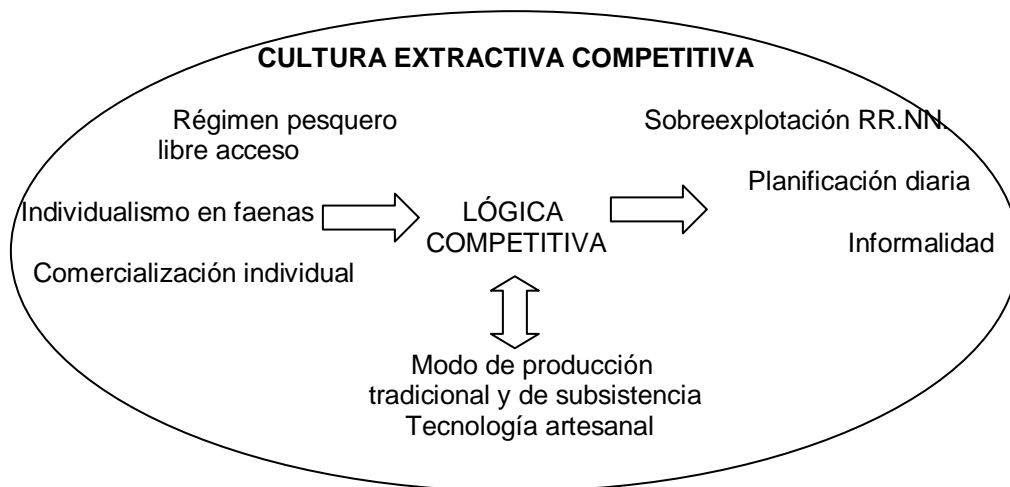 CULTURA EXTRACTIVA COMPETITIVA
Régimen pesquero
libre acceso
Individualismo en faenas
Comercialización individual
LÓGICA
COMPETITIVA
Sobreexplotación RR.NN.
Planificación diaria
Informalidad
Modo de producción
tradicional y de subsistencia
Tecnología artesanal